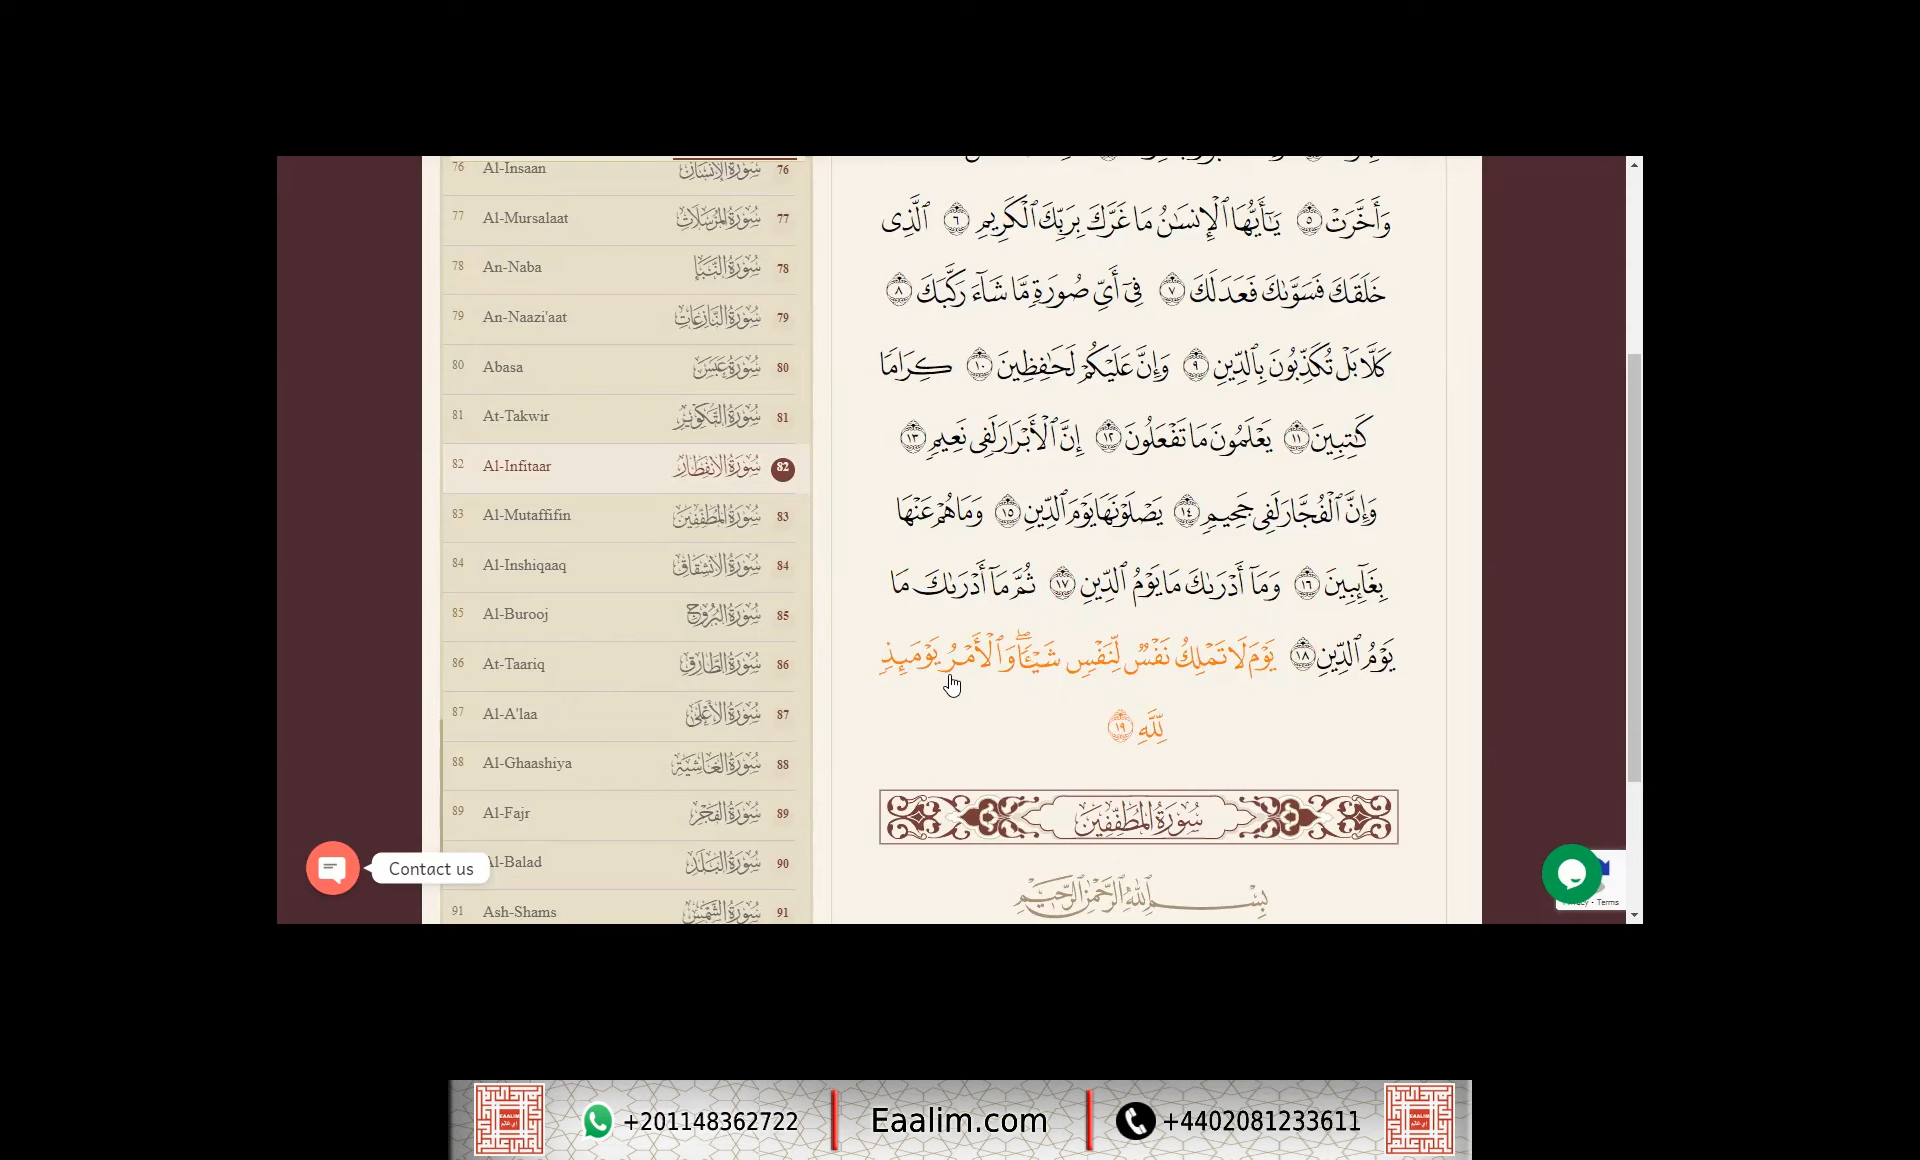 76 Al-Insaan سُورَةُ الإِنسَانِ 76
77 Al-Mursalaat سُورَةُ المُرْسَلَاتِ 77
78 An-Naba سُورَةُ النَّبَإِ 78
79 An-Naazi'aat سُورَةُ النَّازِعَاتِ 79
80 Abasa سُورَةُ عَبَسَ 80
81 At-Takwir سُورَةُ التَّكْوِيرِ 81
82 Al-Infitaar سُورَةُ الانفِطَارِ 82
83 Al-Mutaffifin سُورَةُ المُطَفِّفِينَ 83
84 Al-Inshiqaaq سُورَةُ الانشِقَاقِ 84
85 Al-Burooj سُورَةُ البُرُوجِ 85
86 At-Taariq سُورَةُ الطَّارِقِ 86
87 Al-A'laa سُورَةُ الأَعْلَى 87
88 Al-Ghaashiya سُورَةُ الغَاشِيَةِ 88
89 Al-Fajr سُورَةُ الفَجْرِ 89
Al-Balad سُورَةُ البَلَدِ 90
91 Ash-Shams سُورَةُ الشَّمْسِ 91
وَأَخَّرَتْ ٥ يَٰٓأَيُّهَا ٱلْإِنسَٰنُ مَا غَرَّكَ بِرَبِّكَ ٱلْكَرِيمِ ٦ ٱلَّذِى
خَلَقَكَ فَسَوَّىٰكَ فَعَدَلَكَ ٧ فِىٓ أَىِّ صُورَةٍ مَّا شَآءَ رَكَّبَكَ ٨
كَلَّا بَلْ تُكَذِّبُونَ بِٱلدِّينِ ٩ وَإِنَّ عَلَيْكُمْ لَحَٰفِظِينَ ١٠ كِرَامًا
كَٰتِبِينَ ١١ يَعْلَمُونَ مَا تَفْعَلُونَ ١٢ إِنَّ ٱلْأَبْرَارَ لَفِى نَعِيمٍ ١٣
وَإِنَّ ٱلْفُجَّارَ لَفِى جَحِيمٍ ١٤ يَصْلَوْنَهَا يَوْمَ ٱلدِّينِ ١٥ وَمَا هُمْ عَنْهَا
بِغَآئِبِينَ ١٦ وَمَآ أَدْرَىٰكَ مَا يَوْمُ ٱلدِّينِ ١٧ ثُمَّ مَآ أَدْرَىٰكَ مَا
يَوْمُ ٱلدِّينِ ١٨ يَوْمَ لَا تَمْلِكُ نَفْسٌ لِّنَفْسٍ شَيْـًٔا ۖ وَٱلْأَمْرُ يَوْمَئِذٍ
لِّلَّهِ ١٩
سُورَةُ المُطَفِّفِينَ
بِسْمِ ٱللَّهِ ٱلرَّحْمَٰنِ ٱلرَّحِيمِ
Contact us
Terms
+201148362722
Eaalim.com
+4402081233611